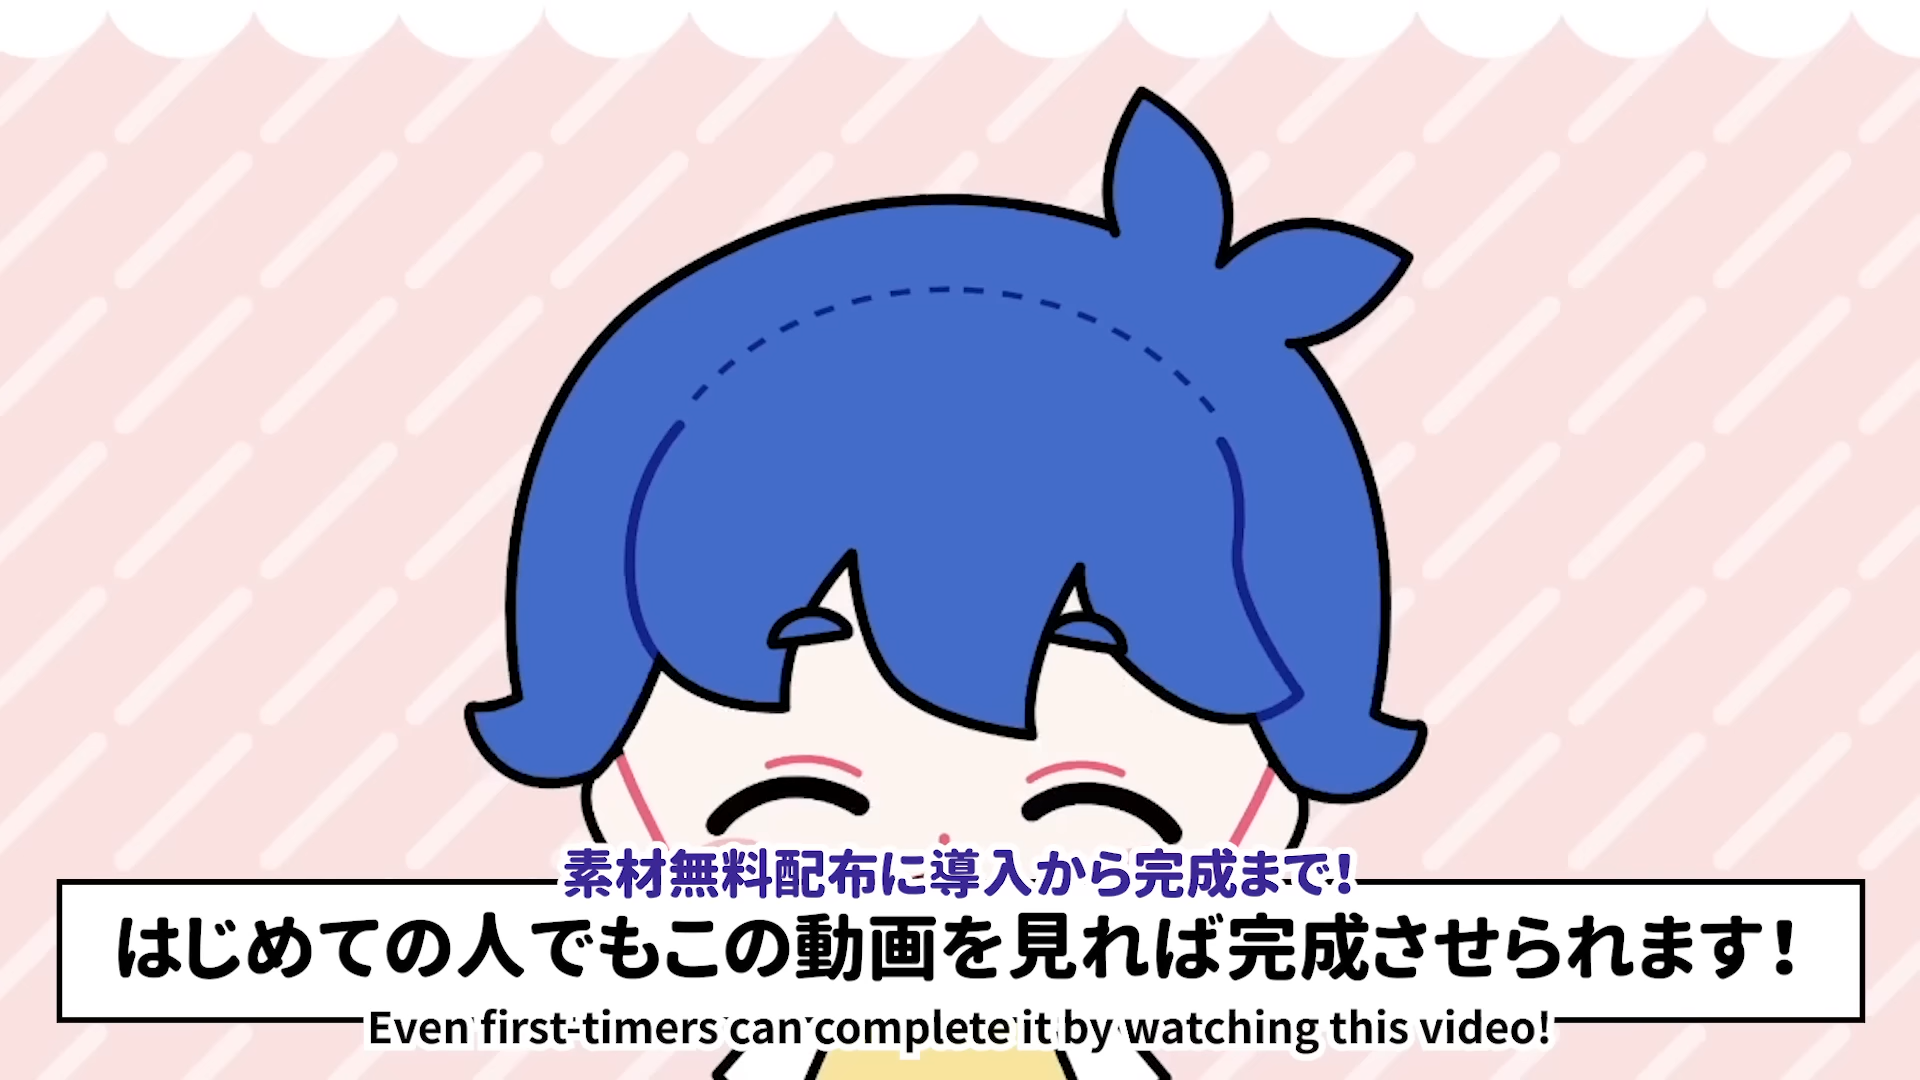 素材無料配布に導入から完成まで!
はじめての人でもこの動画を見れば完成させられます!
Even first-timers can complete it by watching this video!